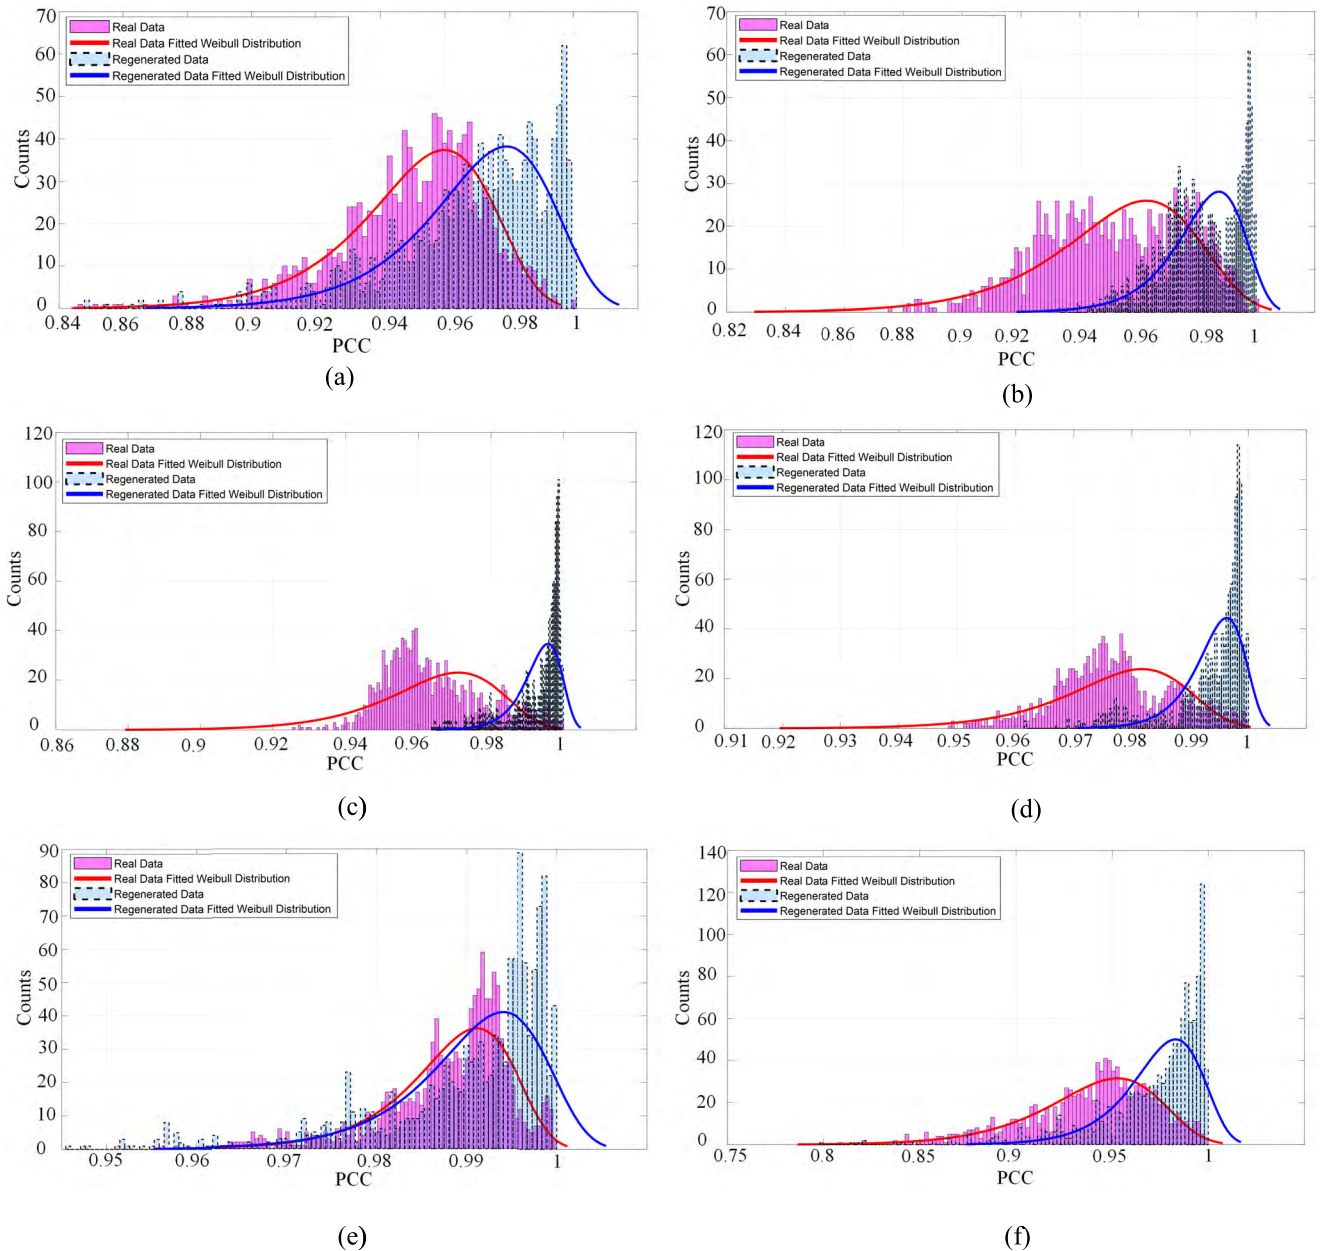 70
60
50
40
30
20
10
0
Counts
Real Data
Real Data Fitted Weibull Distribution
Regenerated Data
Regenerated Data Fitted Weibull Distribution
0.84 0.86 0.88 0.9 0.92 0.94 0.96 0.98 1
PCC
(a)
70
60
50
40
30
20
10
0
Counts
Real Data
Real Data Fitted Weibull Distribution
Regenerated Data
Regenerated Data Fitted Weibull Distribution
0.82 0.84 0.86 0.88 0.9 0.92 0.94 0.96 0.98 1
PCC
(b)
120
100
80
60
40
20
0
Counts
Real Data
Real Data Fitted Weibull Distribution
Regenerated Data
Regenerated Data Fitted Weibull Distribution
0.86 0.88 0.9 0.92 0.94 0.96 0.98 1
PCC
(c)
120
100
80
60
40
20
0
Counts
Real Data
Real Data Fitted Weibull Distribution
Regenerated Data
Regenerated Data Fitted Weibull Distribution
0.91 0.92 0.93 0.94 0.95 0.96 0.97 0.98 0.99 1
PCC
(d)
90
80
70
60
50
40
30
20
10
0
Counts
Real Data
Real Data Fitted Weibull Distribution
Regenerated Data
Regenerated Data Fitted Weibull Distribution
0.95 0.96 0.97 0.98 0.99 1
PCC
(e)
140
120
100
80
60
40
20
0
Counts
Real Data
Real Data Fitted Weibull Distribution
Regenerated Data
Regenerated Data Fitted Weibull Distribution
0.75 0.8 0.85 0.9 0.95 1
PCC
(f)